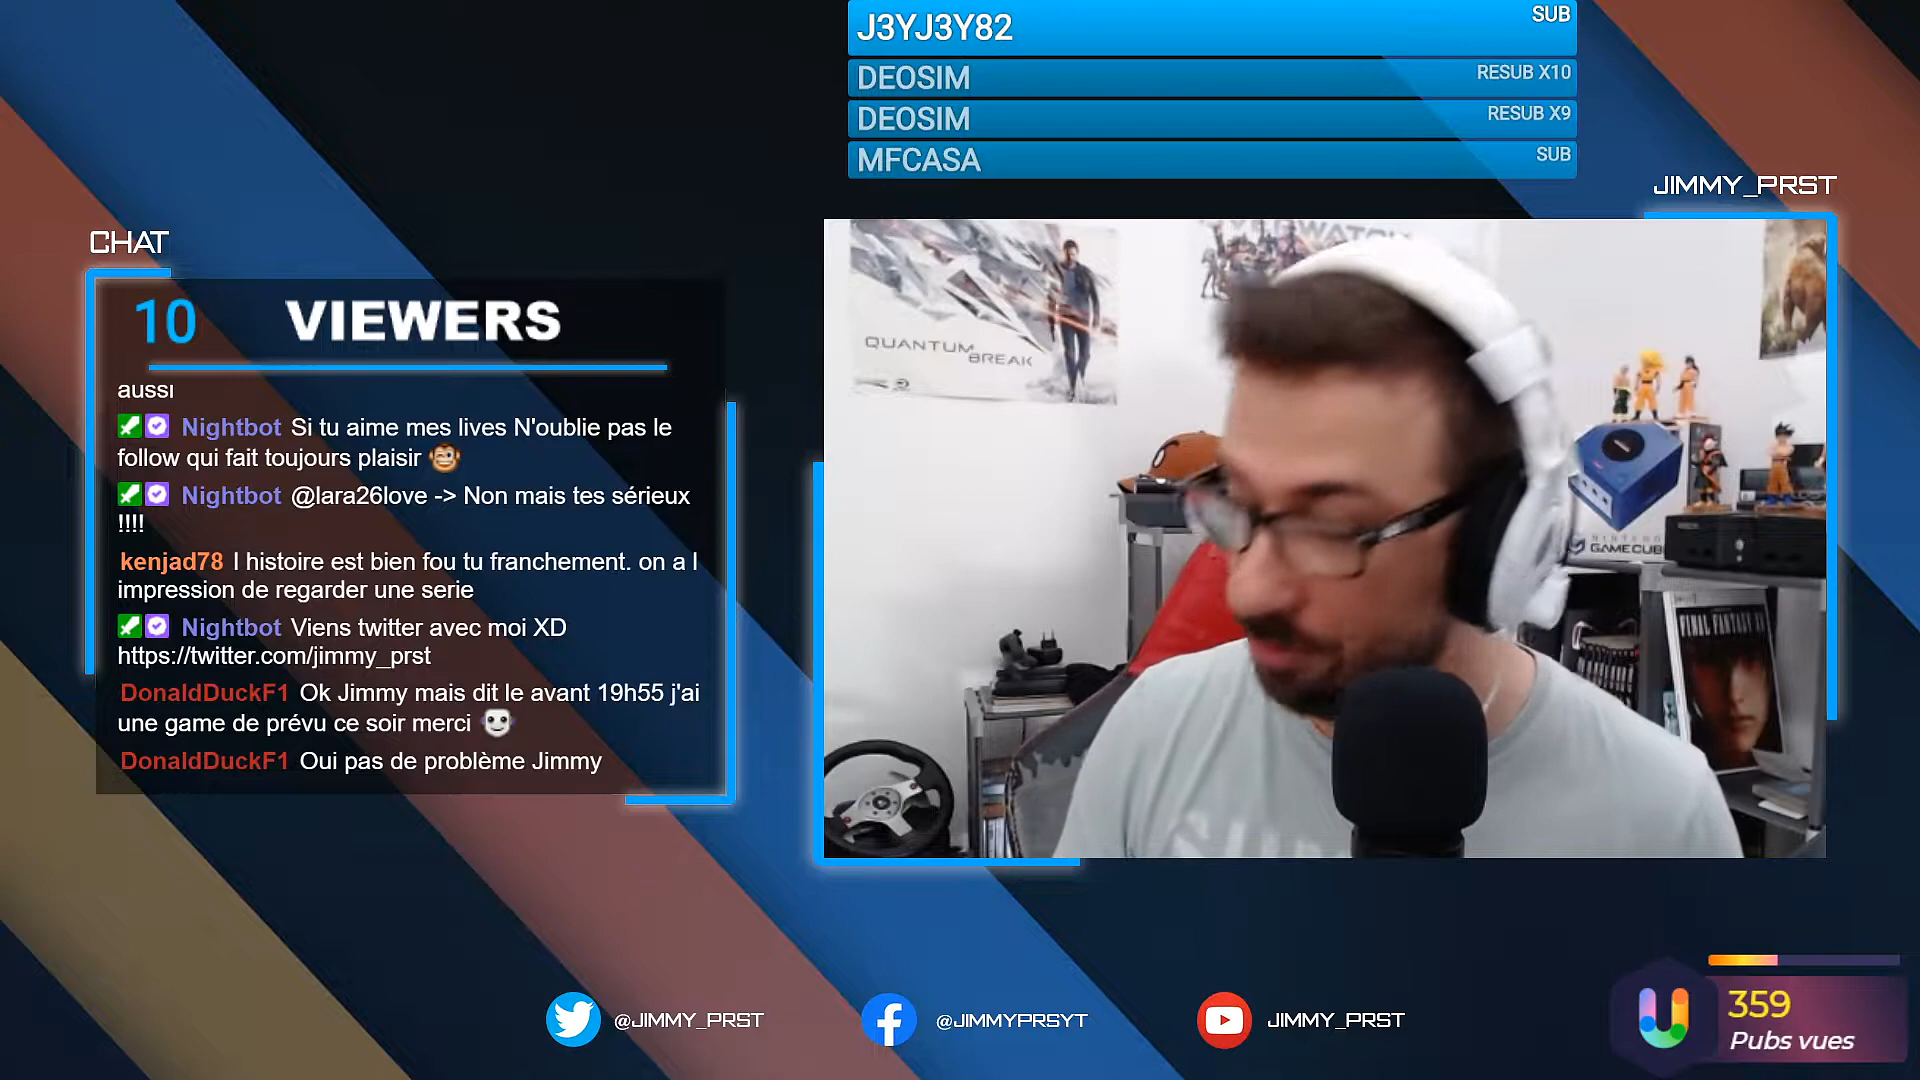 J3YJ3Y82 SUB
DEOSIM RESUB X10
DEOSIM RESUB X9
MFCASA SUB
JIMMY_PRST
CHAT
10 VIEWERS
aussi
Nightbot Si tu aime mes lives N'oublie pas le
follow qui fait toujours plaisir
Nightbot @lara26love -> Non mais tes sérieux
!!!!
kenjad78 l histoire est bien fou tu franchement. on a l
impression de regarder une serie
Nightbot Viens twitter avec moi XD
https://twitter.com/jimmy_prst
DonaldDuckF1 Ok Jimmy mais dit le avant 19h55 j'ai
une game de prévu ce soir merci
DonaldDuckF1 Oui pas de problème Jimmy
QUANTUM
BREAK
NINTENDO
GAMECUBE
FINAL FANTASY
@JIMMY_PRST
@JIMMYPRSYT
JIMMY_PRST
359
Pubs vues